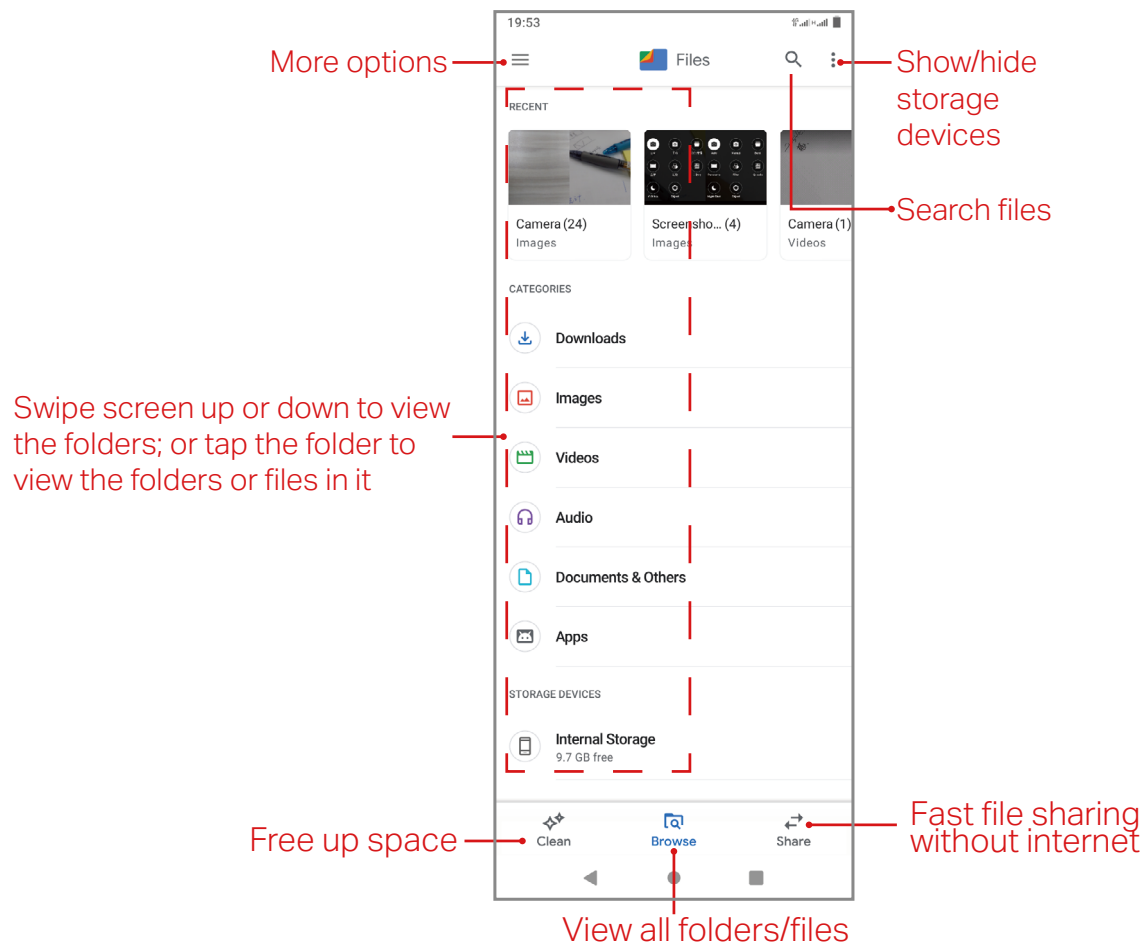 19:53
More options
Files
Show/hide
storage
devices
RECENT
Search files
Camera (24)
Screensho... (4)
Camera (1)
Images
Images
Videos
CATEGORIES
Downloads
Images
Swipe screen up or down to view
the folders; or tap the folder to
view the folders or files in it
Videos
Audio
Documents & Others
Apps
STORAGE DEVICES
Internal Storage
9.7 GB free
Free up space
Clean
Browse
Share
Fast file sharing
without internet
View all folders/files